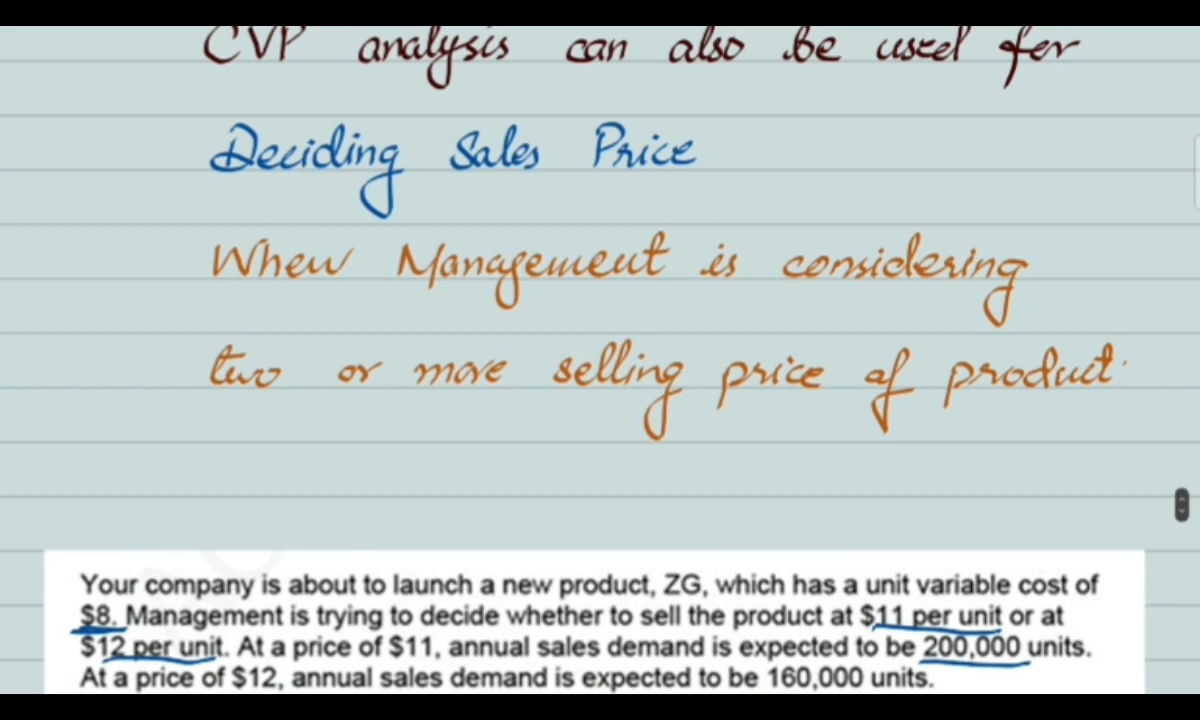 CVP analysis can also be used for
Deciding Sales Price
When Management is considering
two or more selling price of product.
Your company is about to launch a new product, ZG, which has a unit variable cost of
$8. Management is trying to decide whether to sell the product at $11 per unit or at
$12 per unit. At a price of $11, annual sales demand is expected to be 200,000 units.
At a price of $12, annual sales demand is expected to be 160,000 units.